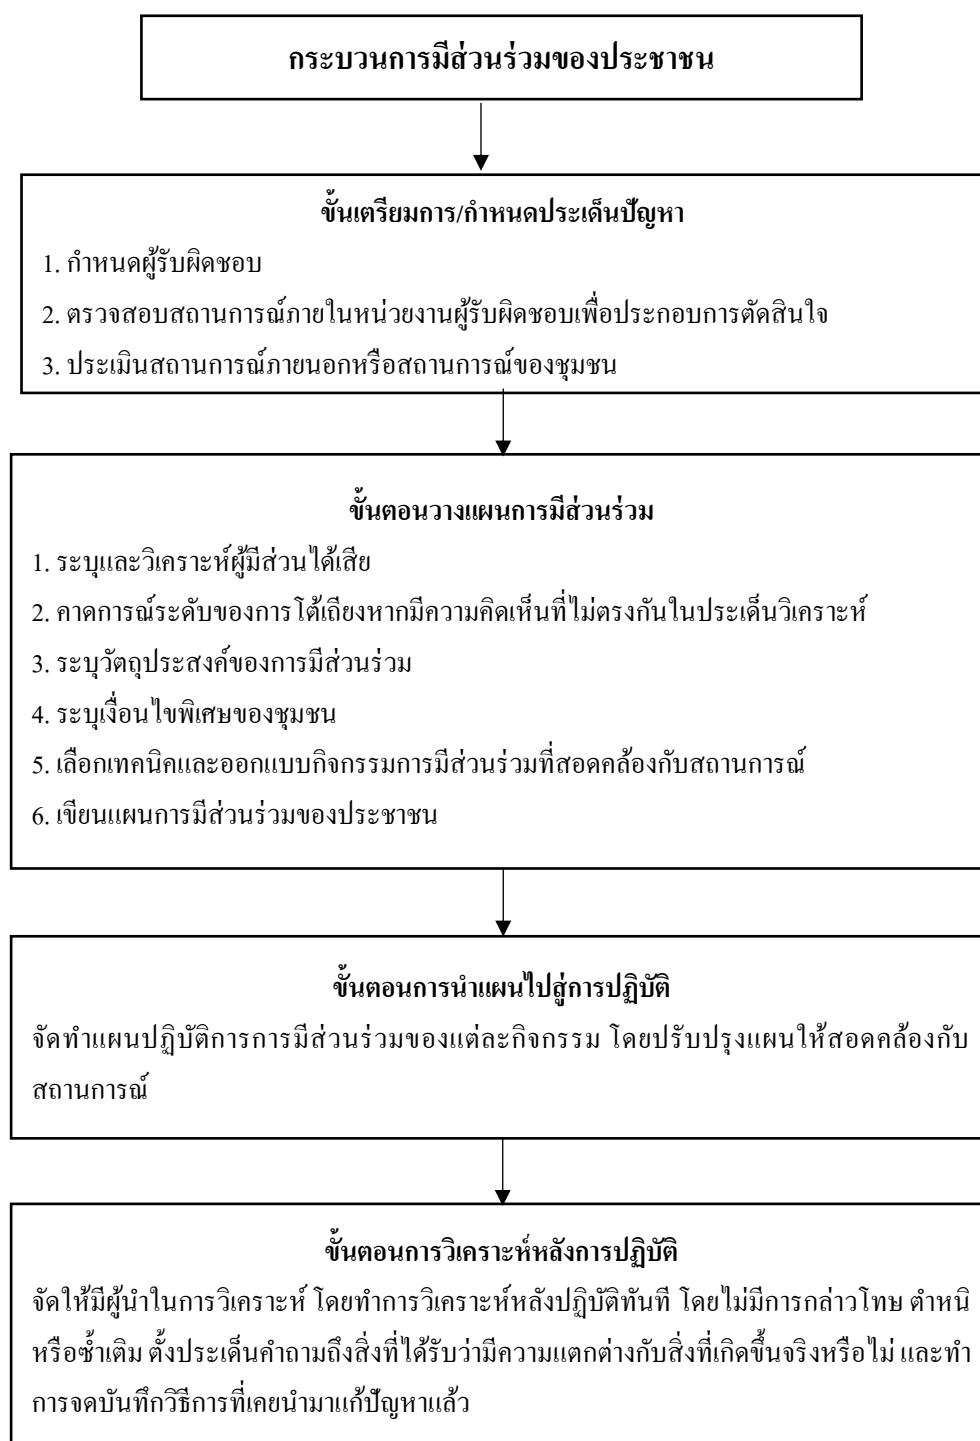 กระบวนการมีส่วนร่วมของประชาชน
ขั้นเตรียมการ/กำหนดประเด็นปัญหา
1. กำหนดผู้รับผิดชอบ
2. ตรวจสอบสถานการณ์ภายในหน่วยงานผู้รับผิดชอบเพื่อประกอบการตัดสินใจ
3. ประเมินสถานการณ์ภายนอกหรือสถานการณ์ของชุมชน
ขั้นตอนวางแผนการมีส่วนร่วม
1. ระบุและวิเคราะห์ผู้มีส่วนได้เสีย
2. คาดการณ์ระดับของการโต้เถียงหากมีความคิดเห็นที่ไม่ตรงกันในประเด็นวิเคราะห์
3. ระบุวัตถุประสงค์ของการมีส่วนร่วม
4. ระบุเงื่อนไขพิเศษของชุมชน
5. เลือกเทคนิคและออกแบบกิจกรรมการมีส่วนร่วมที่สอดคล้องกับสถานการณ์
6. เขียนแผนการมีส่วนร่วมของประชาชน
ขั้นตอนการนำแผนไปสู่การปฏิบัติ
จัดทำแผนปฏิบัติการการมีส่วนร่วมของแต่ละกิจกรรม โดยปรับปรุงแผนให้สอดคล้องกับ
สถานการณ์
ขั้นตอนการวิเคราะห์หลังการปฏิบัติ
จัดให้มีผู้นำในการวิเคราะห์ โดยทำการวิเคราะห์หลังปฏิบัติทันที โดยไม่มีการกล่าวโทษ ตำหนิ
หรือซ้ำเติม ตั้งประเด็นคำถามถึงสิ่งที่ได้รับว่ามีความแตกต่างกับสิ่งที่เกิดขึ้นจริงหรือไม่ และทำ
การจดบันทึกวิธีการที่เคยนำมาแก้ปัญหาแล้ว